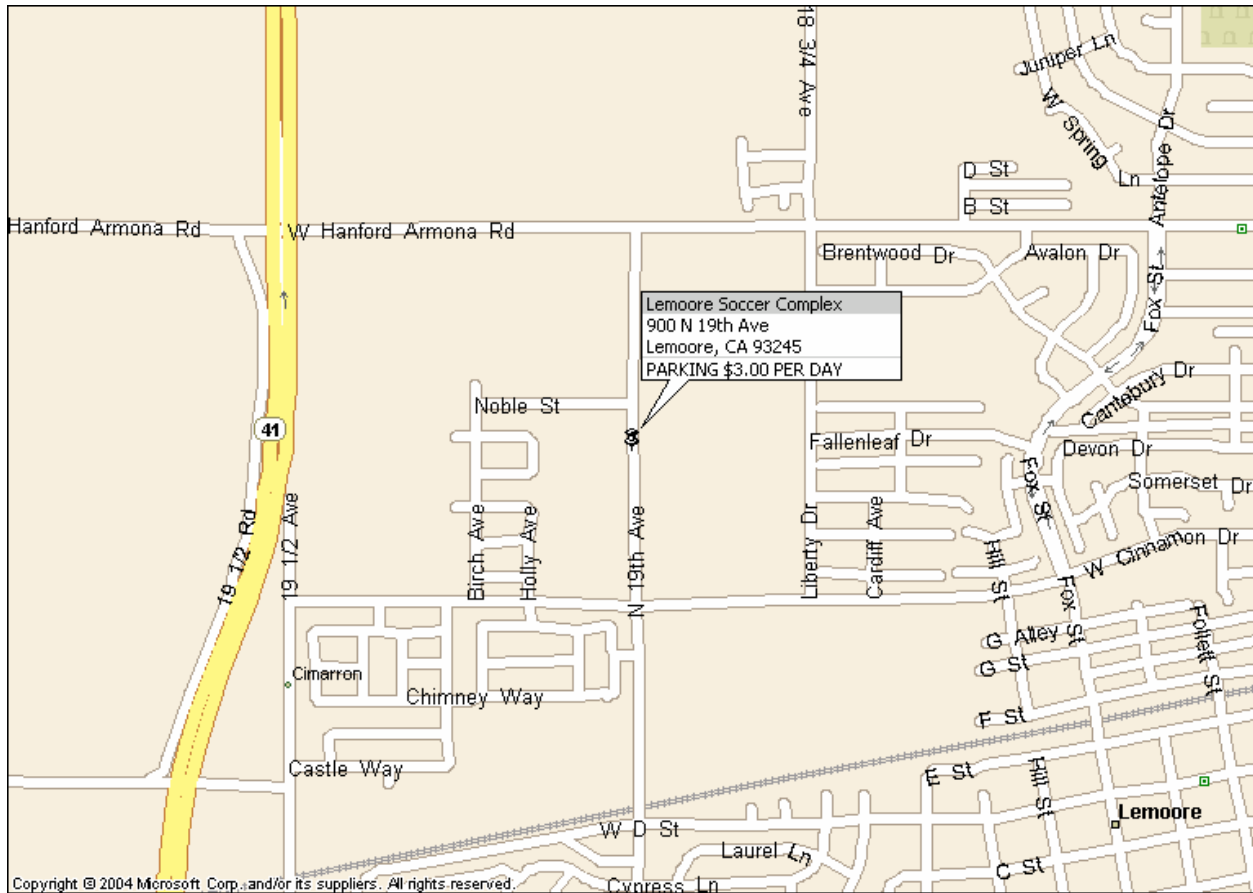 18 3/4 Ave
Juniper Ln
W Spring Ln
Antelope Dr
D St
B St
Hanford Armona Rd
W Hanford Armona Rd
Brentwood Dr
Avalon Dr
Fox St
Lemoore Soccer Complex
900 N 19th Ave
Lemoore, CA 93245
PARKING $3.00 PER DAY
Cantebury Dr
Noble St
41
Fallenleaf Dr
Devon Dr
Fox St
Somerset Dr
19 1/2 Rd
19 1/2 Ave
Birch Ave
Holly Ave
N 19th Ave
Liberty Dr
Cardiff Ave
Hill St
W Cinnamon Dr
Fox St
G Alley
Follett St
G St
Cimarron
Chimney Way
F St
Castle Way
E St
Hill St
Lemoore
W D St
Laurel Ln
C St
Cypress Ln
Copyright © 2004 Microsoft Corp. and/or its suppliers. All rights reserved.